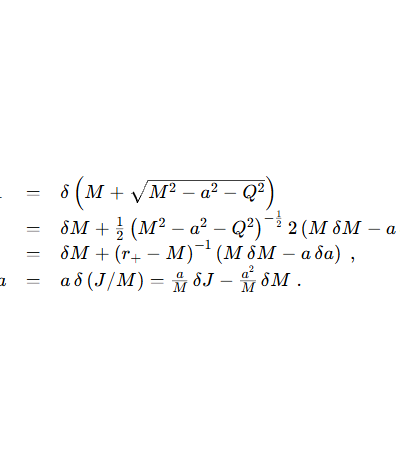 = δ ( M + √(M² − a² − Q²) )
= δM + ½ ( M² − a² − Q² )^(−½) 2 ( M δM − a
= δM + (r₊ − M)⁻¹ ( M δM − a δa ) ,
a = a δ (J/M) = a/M δJ − a²/M δM .